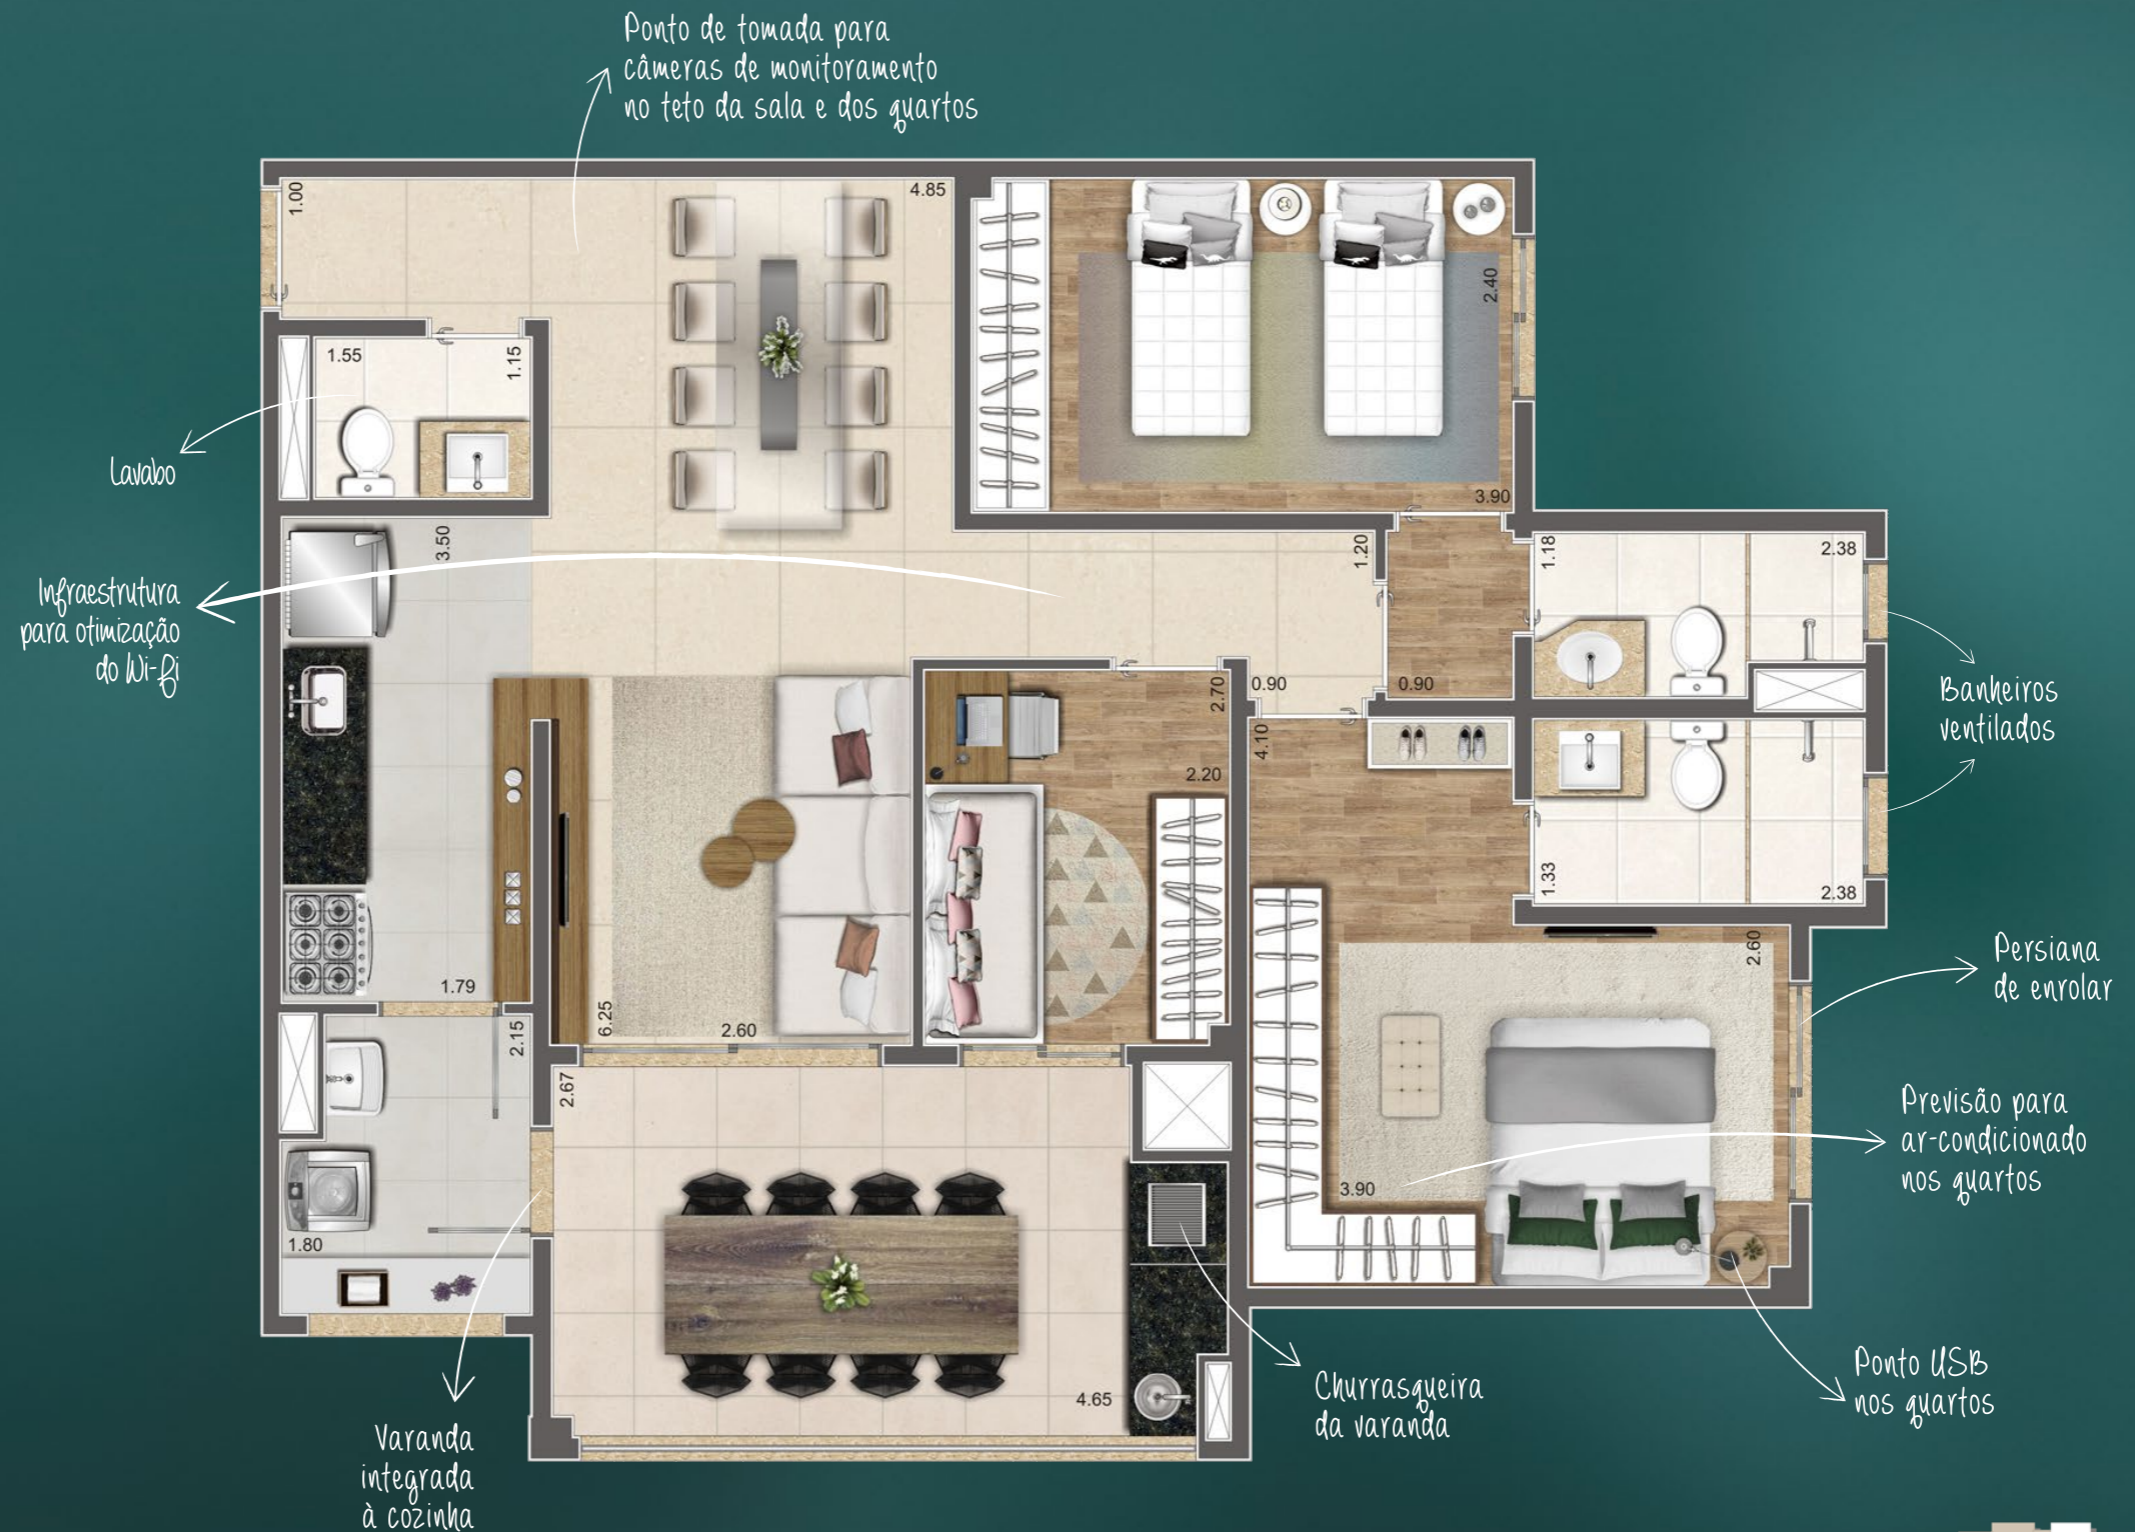 Ponto de tomada para
câmeras de monitoramento
no teto da sala e dos quartos
1.00
4.85
2.40
3.90
1.55
1.15
Lavabo
3.50
1.20
1.18
2.38
Infraestrutura
para otimização
do Wi-fi
0.90
0.90
2.70
4.10
2.20
Banheiros
ventilados
1.33
2.38
1.79
6.25
2.60
2.60
Persiana
de enrolar
2.15
2.67
Previsão para
ar-condicionado
nos quartos
3.90
1.80
4.65
Churrasqueira
da varanda
Ponto USB
nos quartos
Varanda
integrada
à cozinha